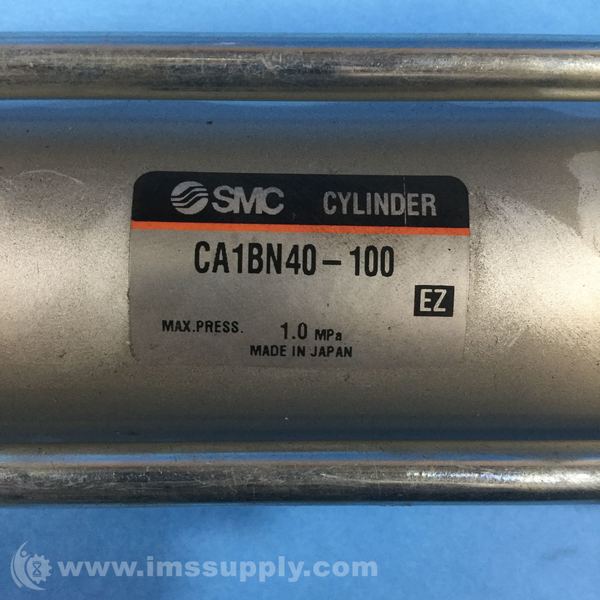 SMC CYLINDER
CA1BN40-100
EZ
MAX.PRESS. 1.0 MPa
MADE IN JAPAN
www.imssupply.com